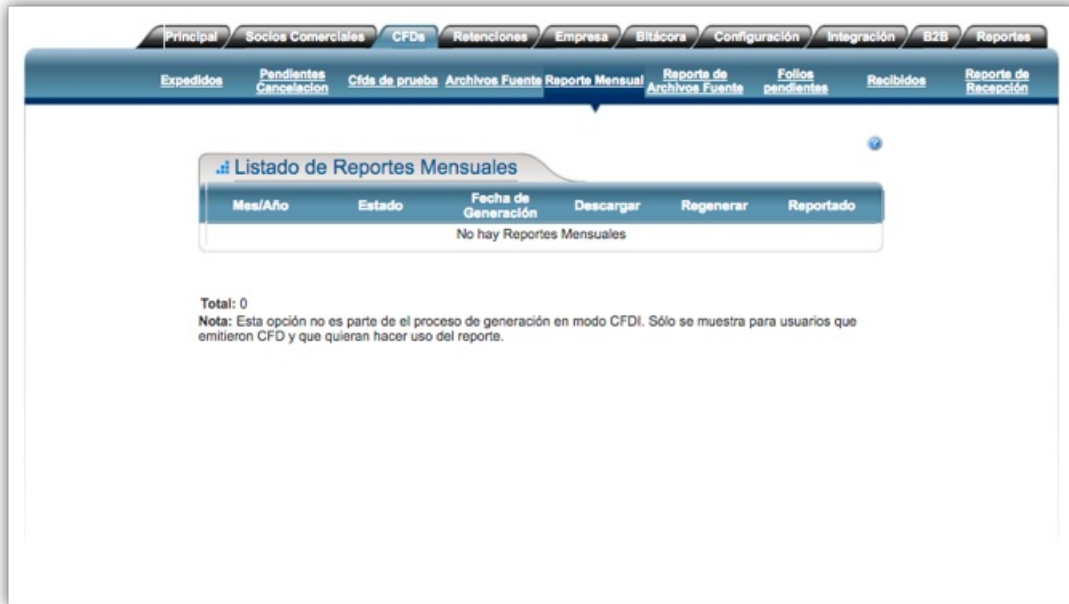 Principal Socios Comerciales CFDs Retenciones Empresa Bitácora Configuración Integración B2B Reportes
Expedidos Pendientes Cancelacion Cfds de prueba Archivos Fuente Reporte Mensual Reporte de Archivos Fuente Folios pendientes Recibidos Reporte de Recepción
Listado de Reportes Mensuales
Mes/Año Estado Fecha de Generación Descargar Regenerar Reportado
No hay Reportes Mensuales
Total: 0
Nota: Esta opción no es parte de el proceso de generación en modo CFDI. Sólo se muestra para usuarios que
emitieron CFD y que quieran hacer uso del reporte.